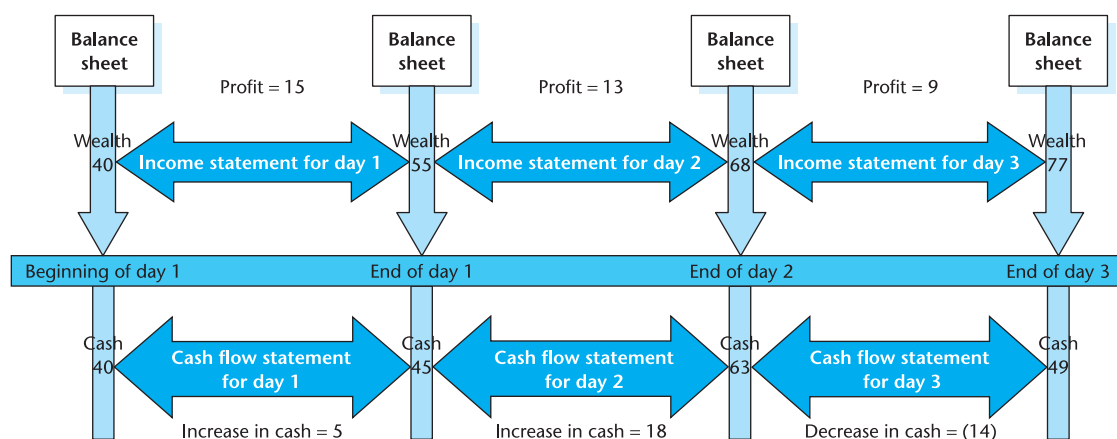 Balance
sheet
Balance
sheet
Balance
sheet
Balance
sheet
Profit = 15
Profit = 13
Profit = 9
Wealth
40
Income statement for day 1
Wealth
55
Income statement for day 2
Wealth
68
Income statement for day 3
Wealth
77
Beginning of day 1
End of day 1
End of day 2
End of day 3
Cash
40
Cash flow statement
for day 1
Cash
45
Cash flow statement
for day 2
Cash
63
Cash flow statement
for day 3
Cash
49
Increase in cash = 5
Increase in cash = 18
Decrease in cash = (14)